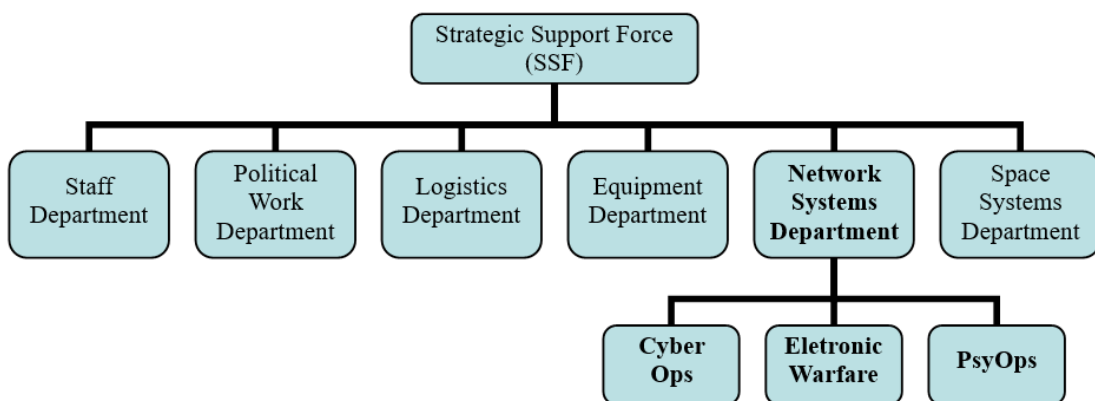 Strategic Support Force
(SSF)
Staff
Department
Political
Work
Department
Logistics
Department
Equipment
Department
Network
Systems
Department
Space
Systems
Department
Cyber
Ops
Eletronic
Warfare
PsyOps